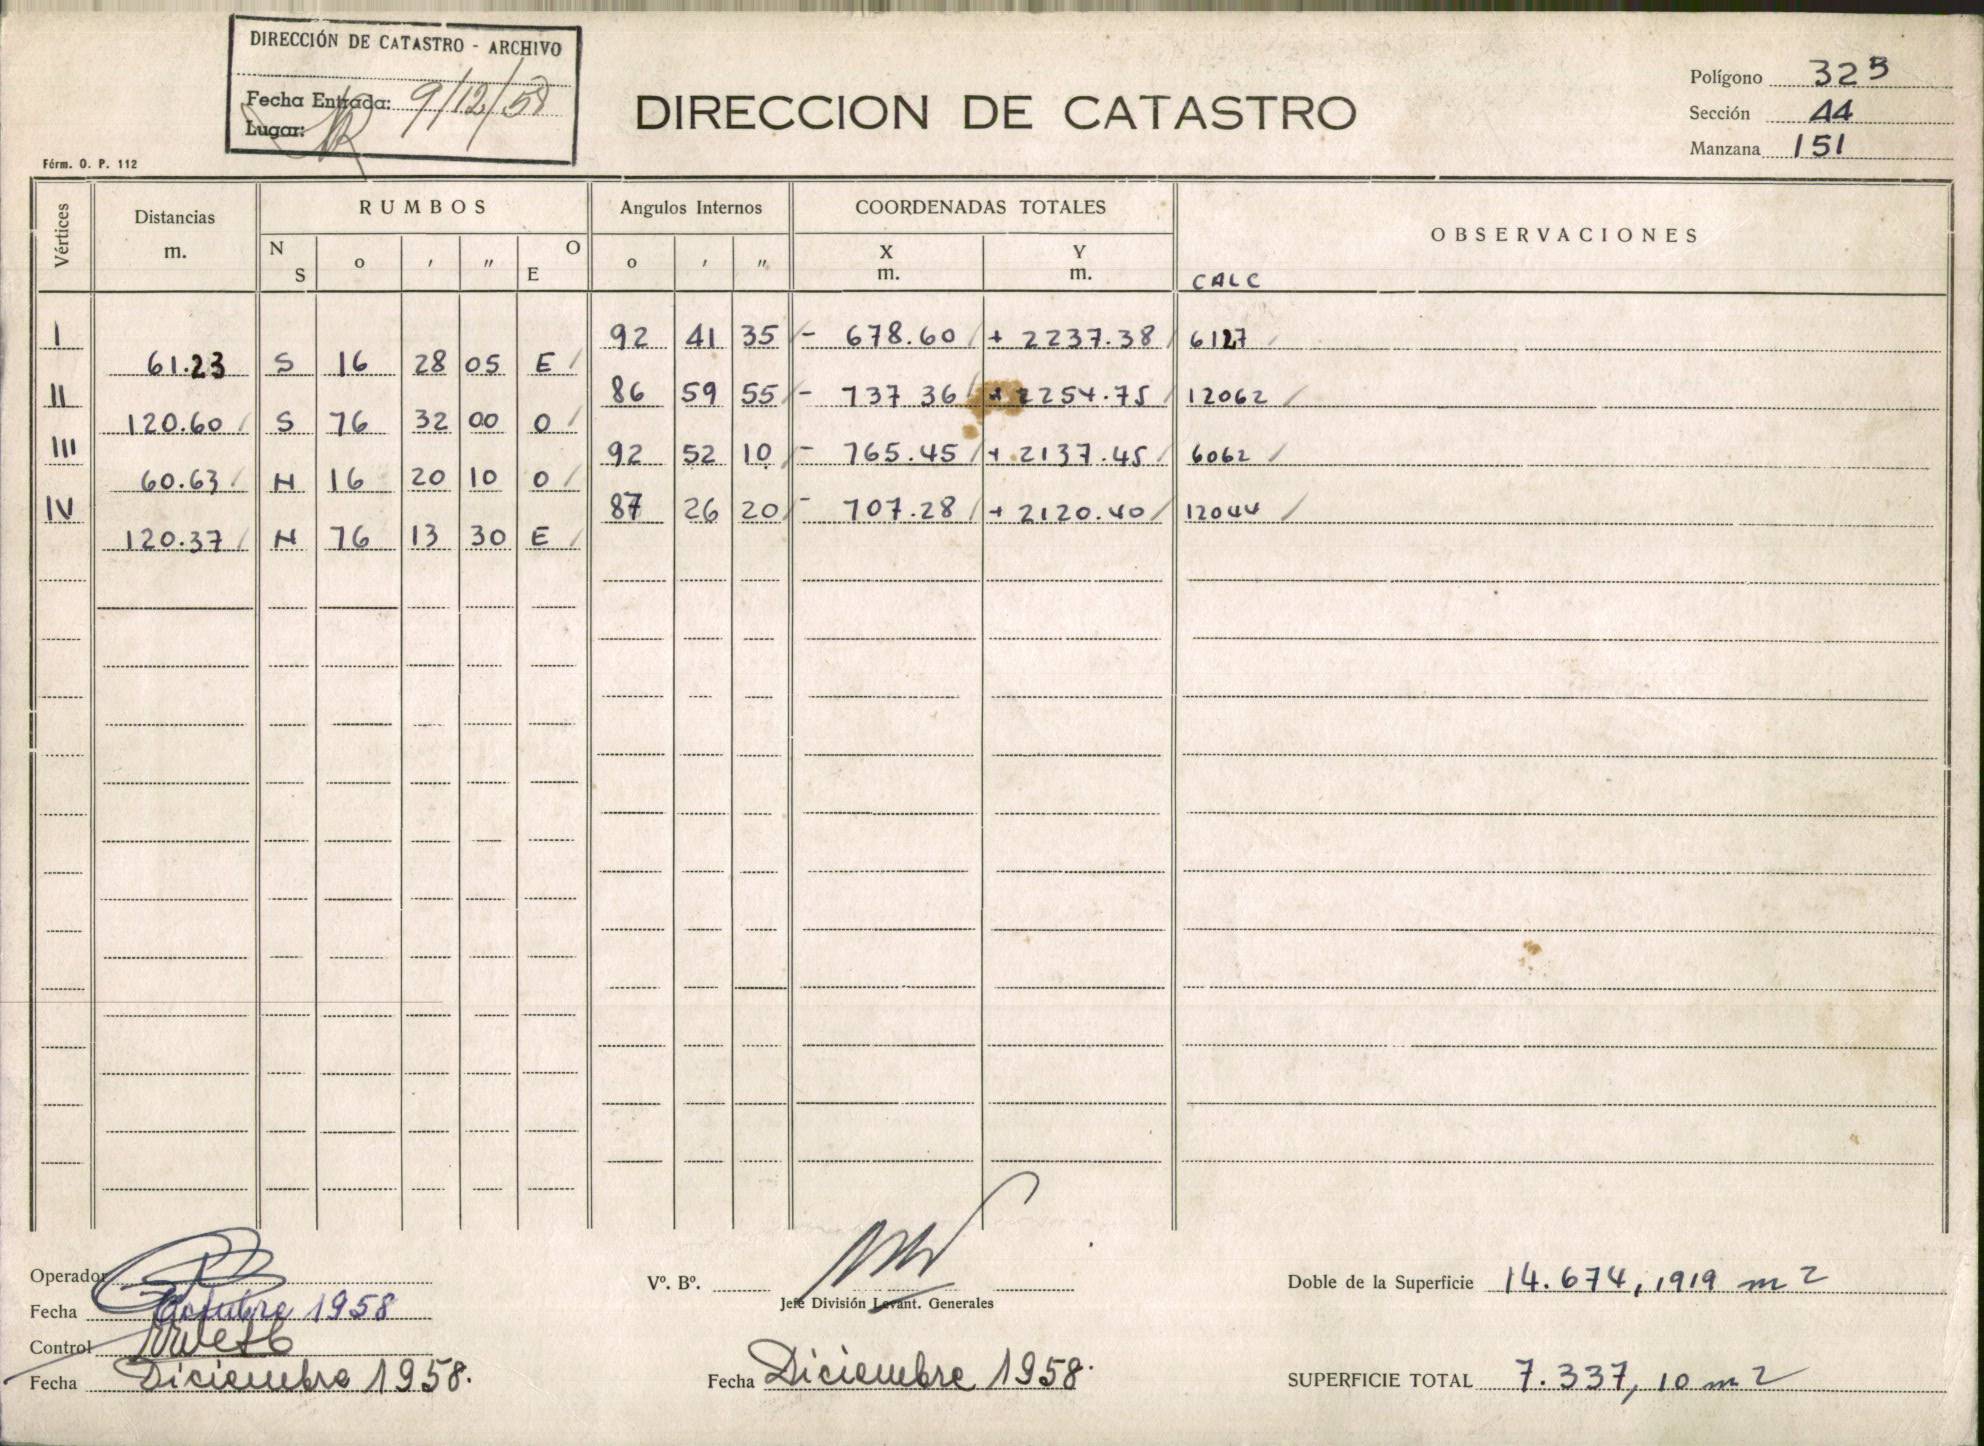 DIRECCIÓN DE CATASTRO - ARCHIVO
Fecha Entrada: 9/12/58
Lugar:
DIRECCION DE CATASTRO
Polígono 323
Sección 44
Manzana 151
Fórm. O. P. 112
Vértices Distancias m. RUMBOS Angulos Internos COORDENADAS TOTALES OBSERVACIONES
N S o ′ ″ O E o ′ ″ X m. Y m.
CALC
I 92 41 35 - 678.60 + 2237.38 6127
61.23 S 16 28 05 E
II 86 59 55 - 737 36 + 2254.75 12062
120.60 S 76 32 00 O
III 92 52 10 - 765.45 + 2137.45 6062
60.63 N 16 20 10 O
IV 87 26 20 - 707.28 + 2120.40 12044
120.37 N 76 13 30 E
Operador
Fecha Octubre 1958
Control
Fecha Diciembre 1958.
Vº. Bº.
Jefe División Levant. Generales
Fecha Diciembre 1958.
Doble de la Superficie 14.674,1919 m2
SUPERFICIE TOTAL 7.337,10 m2